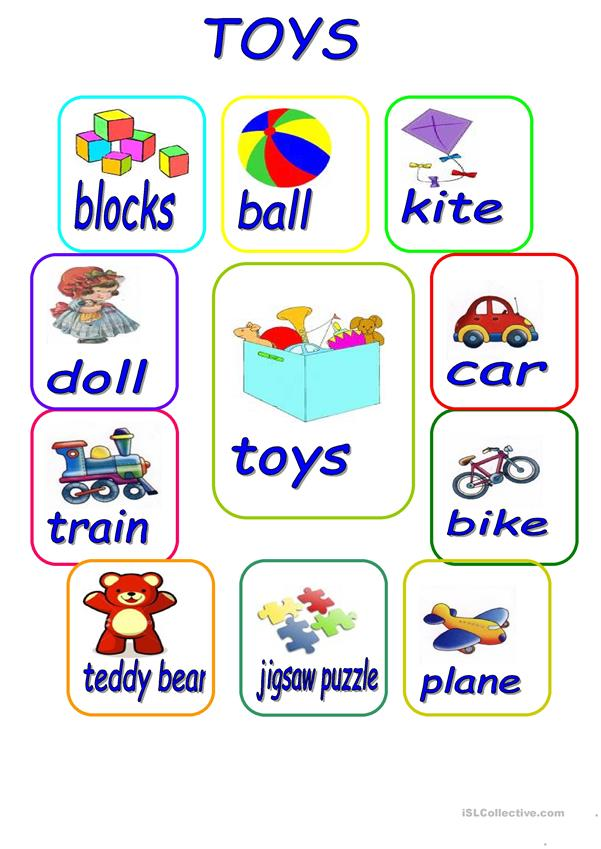 TOYS
blocks
ball
kite
doll
toys
car
train
bike
teddy bear
jigsaw puzzle
plane
iSLCollective.com